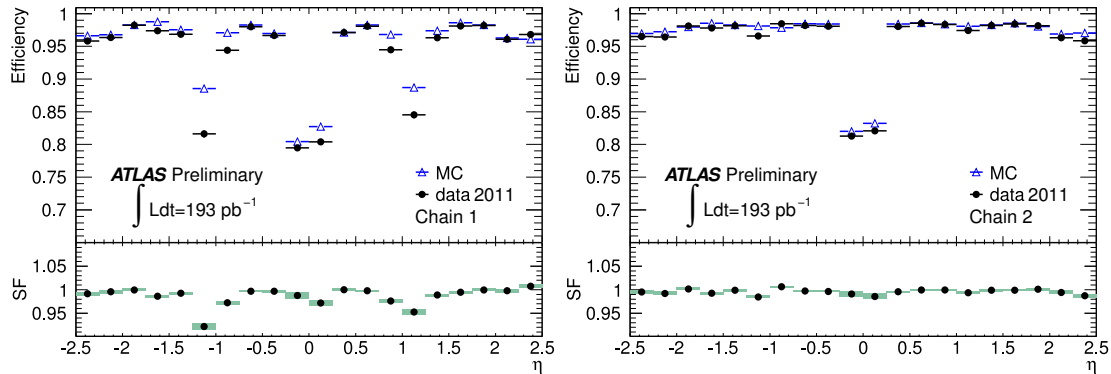 Efficiency
1
0.95
0.9
0.85
0.8
0.75
0.7
ATLAS Preliminary
∫ Ldt=193 pb⁻¹
MC
data 2011
Chain 1
SF
1.05
1
0.95
-2.5 -2 -1.5 -1 -0.5 0 0.5 1 1.5 2 2.5
η
Efficiency
1
0.95
0.9
0.85
0.8
0.75
0.7
ATLAS Preliminary
∫ Ldt=193 pb⁻¹
MC
data 2011
Chain 2
SF
1.05
1
0.95
-2.5 -2 -1.5 -1 -0.5 0 0.5 1 1.5 2 2.5
η